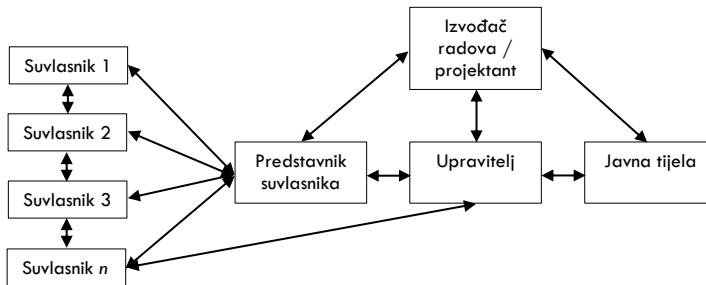 Izvođač
radova /
projektant
Suvlasnik 1
Suvlasnik 2
Suvlasnik 3
Suvlasnik n
Predstavnik
suvlasnika
Upravitelj
Javna tijela